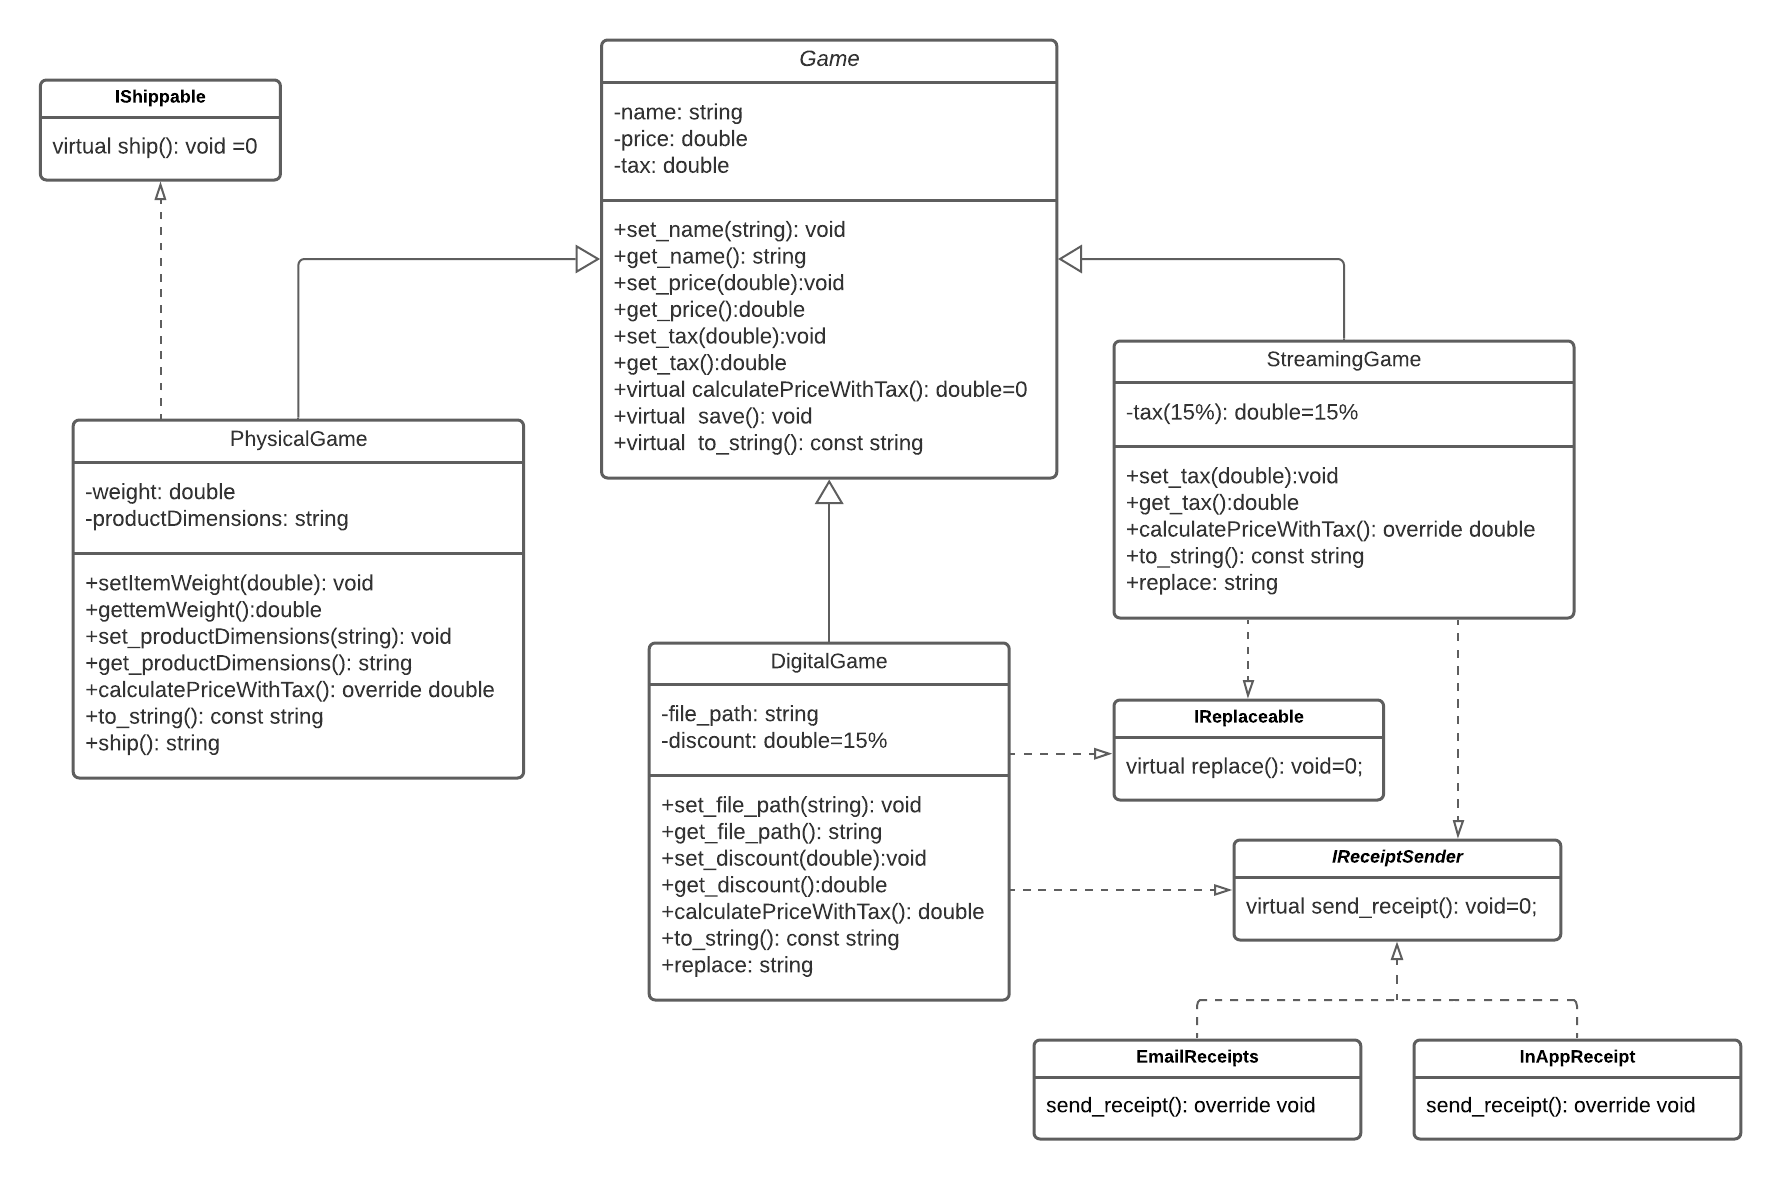 Game
-name: string
-price: double
-tax: double
+set_name(string): void
+get_name(): string
+set_price(double):void
+get_price():double
+set_tax(double):void
+get_tax():double
+virtual calculatePriceWithTax(): double=0
+virtual  save(): void
+virtual  to_string(): const string
IShippable
virtual ship(): void =0
PhysicalGame
-weight: double
-productDimensions: string
+setItemWeight(double): void
+gettemWeight():double
+set_productDimensions(string): void
+get_productDimensions(): string
+calculatePriceWithTax(): override double
+to_string(): const string
+ship(): string
StreamingGame
-tax(15%): double=15%
+set_tax(double):void
+get_tax():double
+calculatePriceWithTax(): override double
+to_string(): const string
+replace: string
DigitalGame
-file_path: string
-discount: double=15%
+set_file_path(string): void
+get_file_path(): string
+set_discount(double):void
+get_discount():double
+calculatePriceWithTax(): double
+to_string(): const string
+replace: string
IReplaceable
virtual replace(): void=0;
IReceiptSender
virtual send_receipt(): void=0;
EmailReceipts
send_receipt(): override void
InAppReceipt
send_receipt(): override void